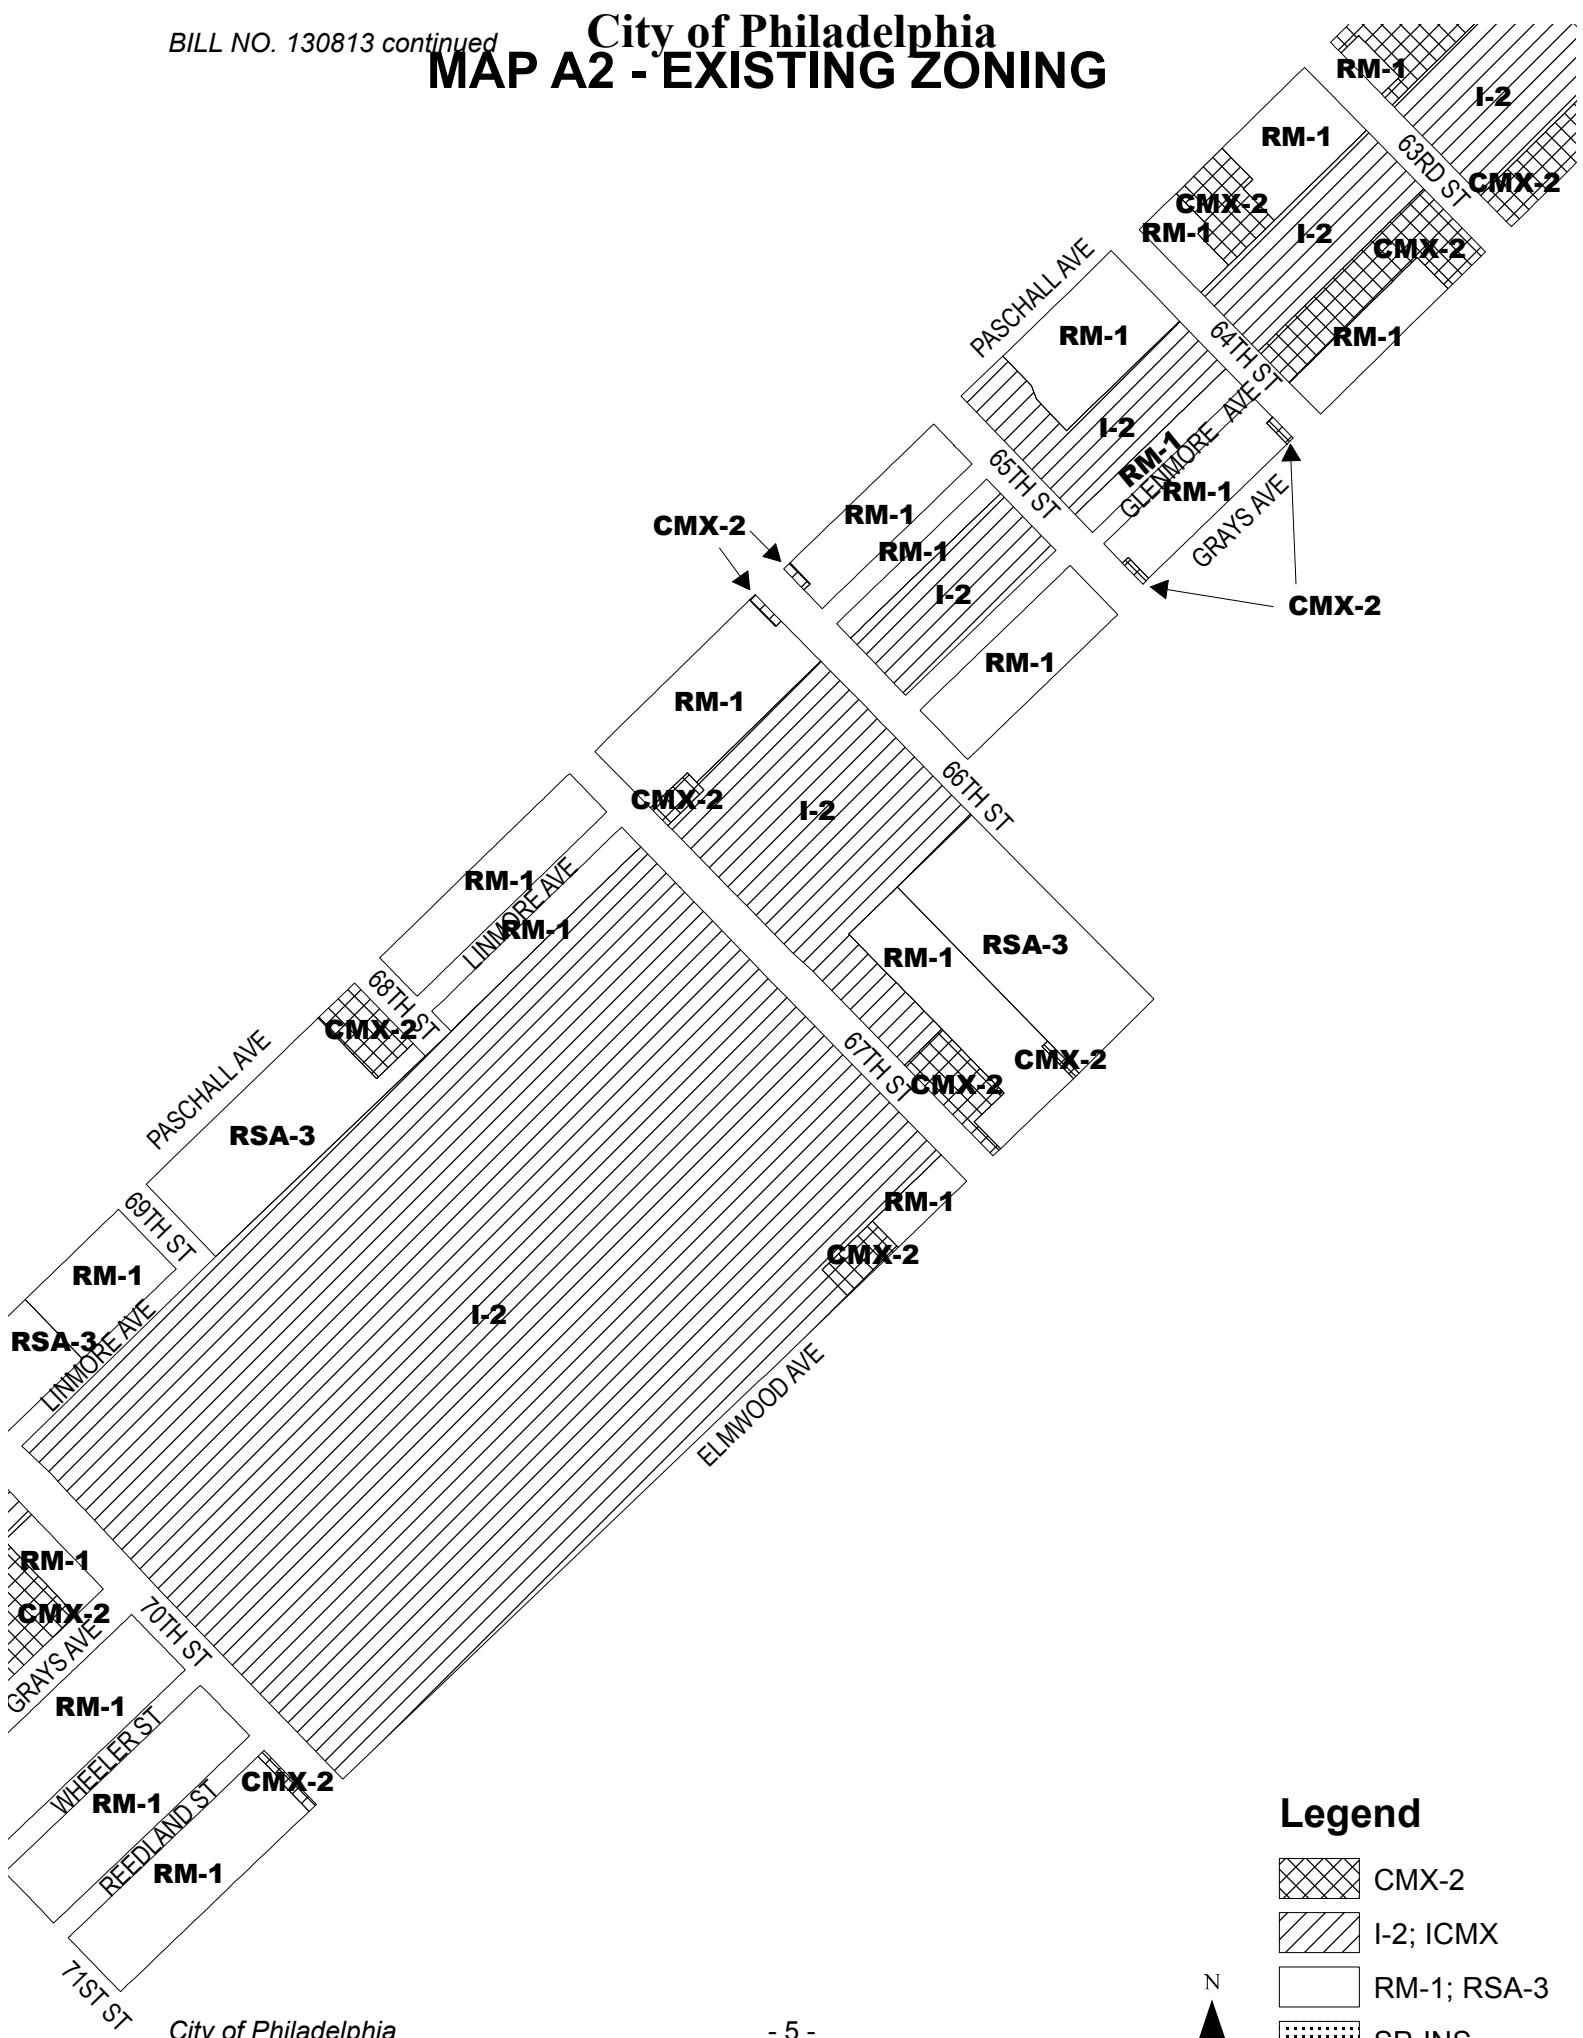 BILL NO. 130813 continued
City of Philadelphia
MAP A2 - EXISTING ZONING
RM-1
I-2
RM-1
63RD ST
CMX-2
CMX-2
RM-1
I-2
CMX-2
PASCHALL AVE
RM-1
64TH ST
RM-1
I-2
GLENMORE AVE
RM-1
RM-1
65TH ST
GRAYS AVE
RM-1
CMX-2
RM-1
I-2
CMX-2
RM-1
RM-1
CMX-2
I-2
66TH ST
RM-1
LINMORE AVE
RM-1
RSA-3
RM-1
68TH ST
CMX-2
67TH ST
CMX-2
CMX-2
PASCHALL AVE
RSA-3
RM-1
69TH ST
CMX-2
RM-1
I-2
RSA-3
LINMORE AVE
ELMWOOD AVE
RM-1
CMX-2
70TH ST
GRAYS AVE
RM-1
WHEELER ST
CMX-2
RM-1
REEDLAND ST
RM-1
71ST ST
Legend
CMX-2
I-2; ICMX
RM-1; RSA-3
SP-INS
N
City of Philadelphia
- 5 -